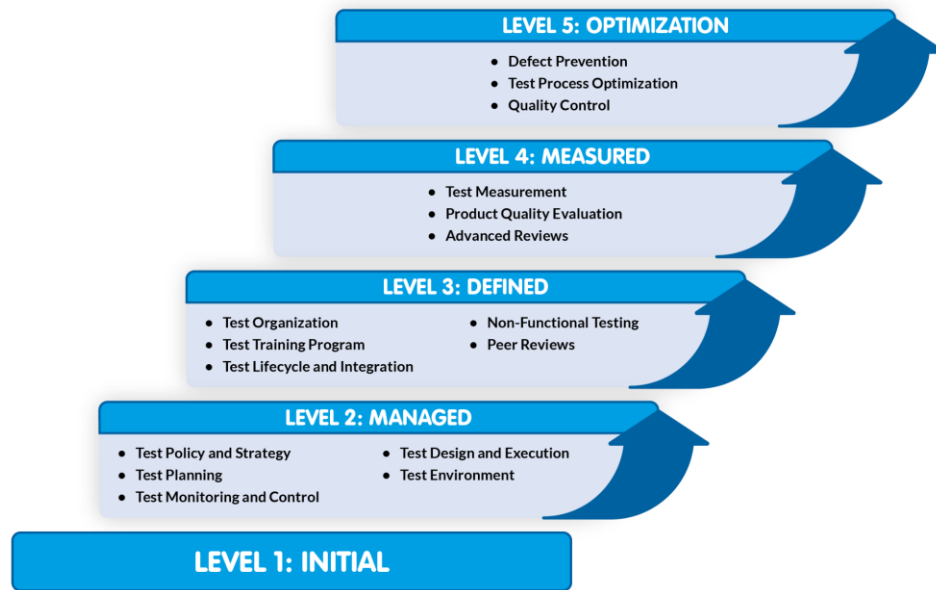 LEVEL 5: OPTIMIZATION
● Defect Prevention
● Test Process Optimization
● Quality Control
LEVEL 4: MEASURED
● Test Measurement
● Product Quality Evaluation
● Advanced Reviews
LEVEL 3: DEFINED
● Test Organization
● Test Training Program
● Test Lifecycle and Integration
● Non-Functional Testing
● Peer Reviews
LEVEL 2: MANAGED
● Test Policy and Strategy
● Test Planning
● Test Monitoring and Control
● Test Design and Execution
● Test Environment
LEVEL 1: INITIAL